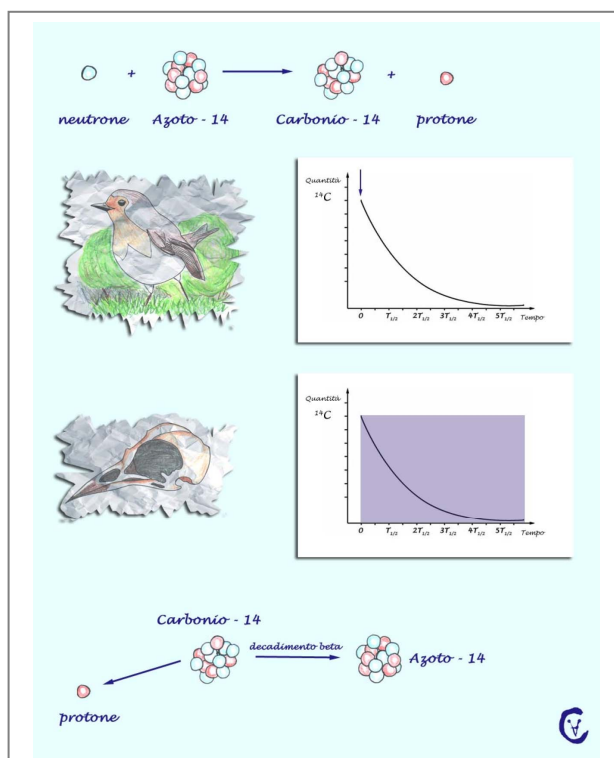 + +
neutrone Azoto - 14 Carbonio - 14 protone
Quantità
14C
0 T1/2 2T1/2 3T1/2 4T1/2 5T1/2 Tempo
Quantità
14C
0 T1/2 2T1/2 3T1/2 4T1/2 5T1/2 Tempo
Carbonio - 14
decadimento beta
Azoto - 14
protone